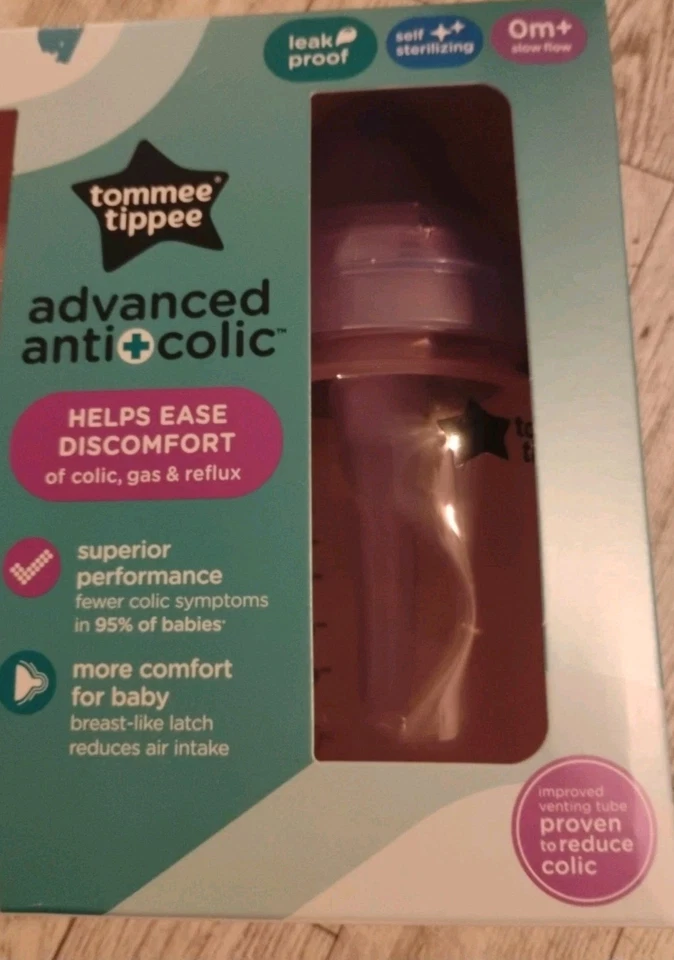 leak
proof
self
sterilizing
0m+
slow flow
tommee
tippee
advanced
anti+colic™
HELPS EASE
DISCOMFORT
of colic, gas & reflux
superior
performance
fewer colic symptoms
in 95% of babies*
more comfort
for baby
breast-like latch
reduces air intake
improved
venting tube
proven
to reduce
colic